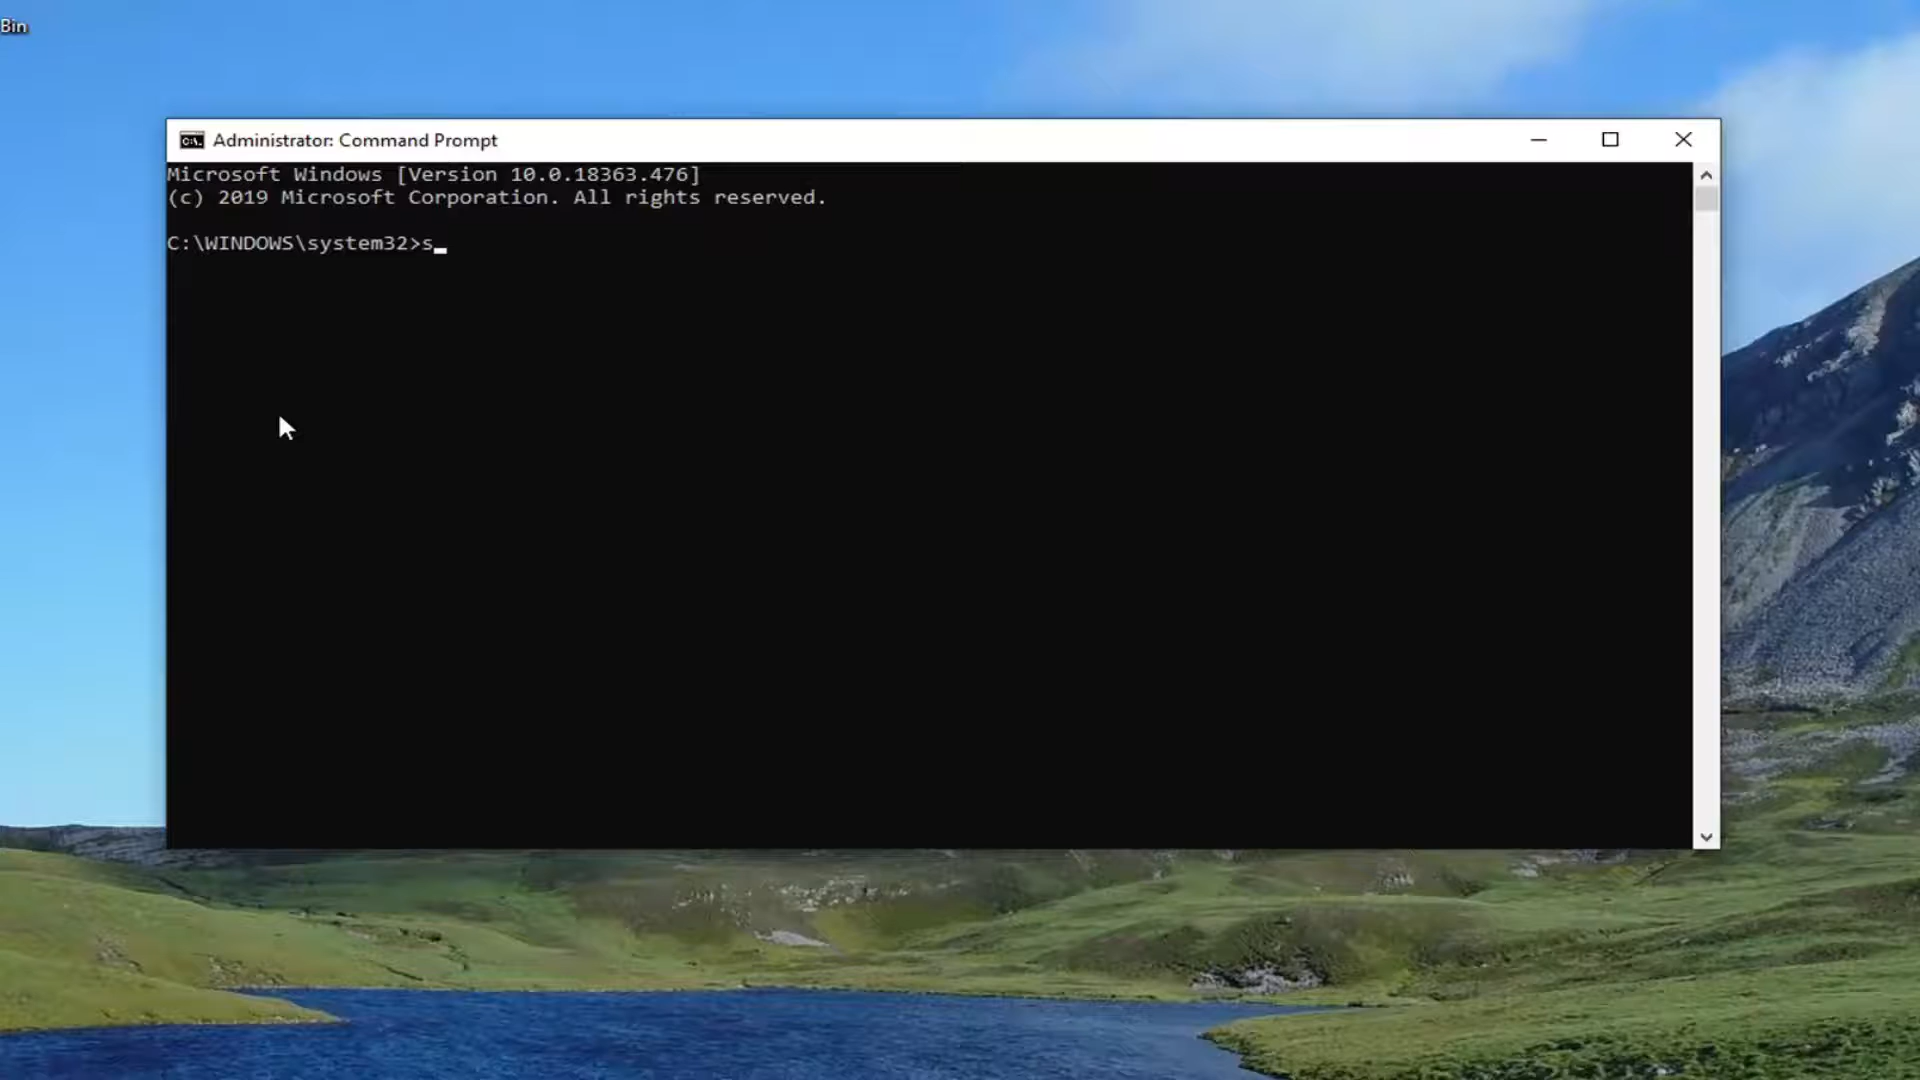 Bin
Administrator: Command Prompt
Microsoft Windows [Version 10.0.18363.476]
(c) 2019 Microsoft Corporation. All rights reserved.
C:\WINDOWS\system32>s_